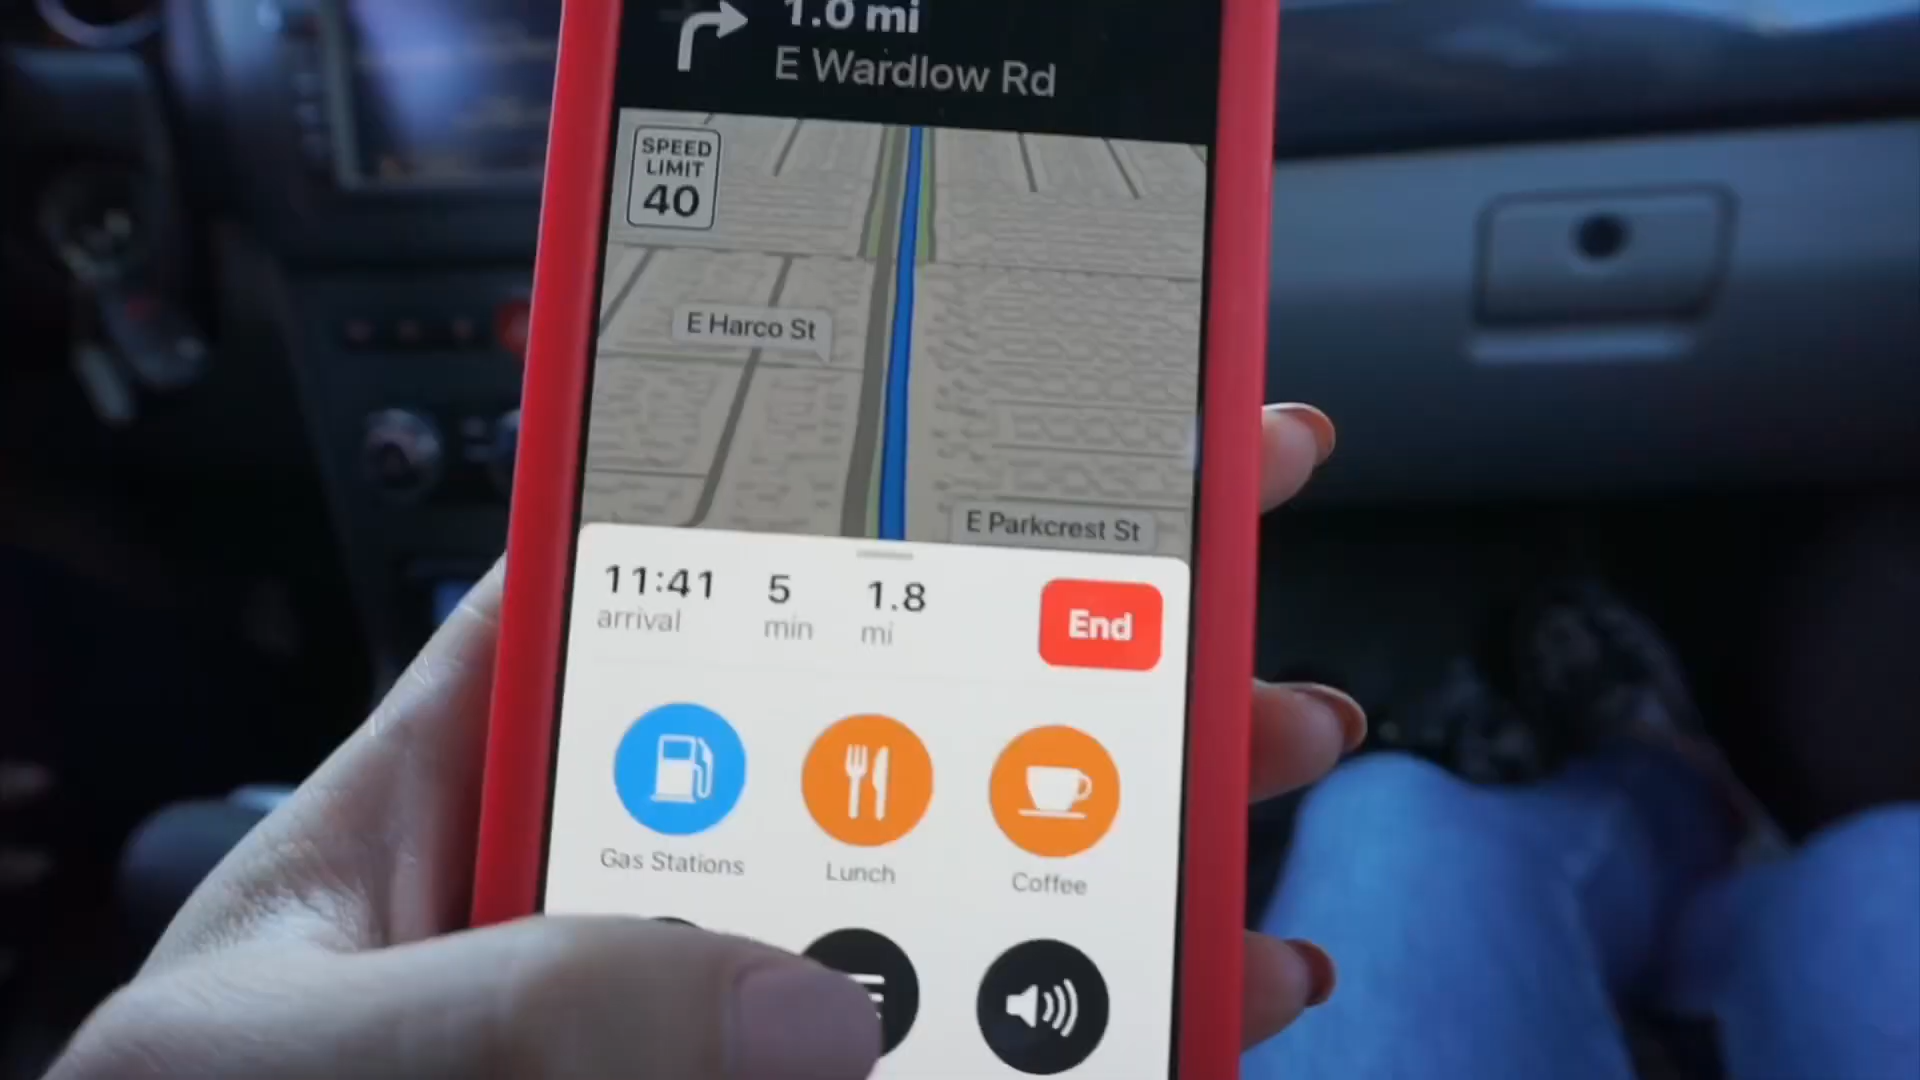 1.0 mi
E Wardlow Rd
SPEED
LIMIT
40
E Harco St
E Parkcrest St
11:41 5 1.8
arrival min mi
End
Gas Stations Lunch Coffee